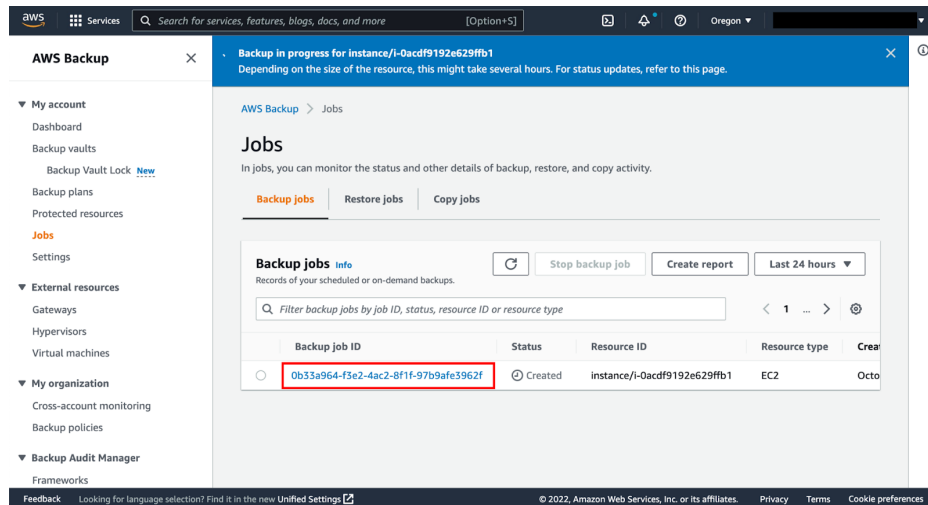 aws Services Search for services, features, blogs, docs, and more [Option+S] Oregon
AWS Backup
Backup in progress for instance/i-0acdf9192e629ffb1
Depending on the size of the resource, this might take several hours. For status updates, refer to this page.
My account
Dashboard
Backup vaults
Backup Vault Lock New
Backup plans
Protected resources
Jobs
Settings
External resources
Gateways
Hypervisors
Virtual machines
My organization
Cross-account monitoring
Backup policies
Backup Audit Manager
Frameworks
AWS Backup > Jobs
Jobs
In jobs, you can monitor the status and other details of backup, restore, and copy activity.
Backup jobs Restore jobs Copy jobs
Backup jobs Info
Records of your scheduled or on-demand backups.
Stop backup job Create report Last 24 hours
Filter backup jobs by job ID, status, resource ID or resource type
< 1 ... >
Backup job ID Status Resource ID Resource type Crea
0b33a964-f3e2-4ac2-8f1f-97b9afe3962f Created instance/i-0acdf9192e629ffb1 EC2 Octo
Feedback Looking for language selection? Find it in the new Unified Settings © 2022, Amazon Web Services, Inc. or its affiliates. Privacy Terms Cookie preferences